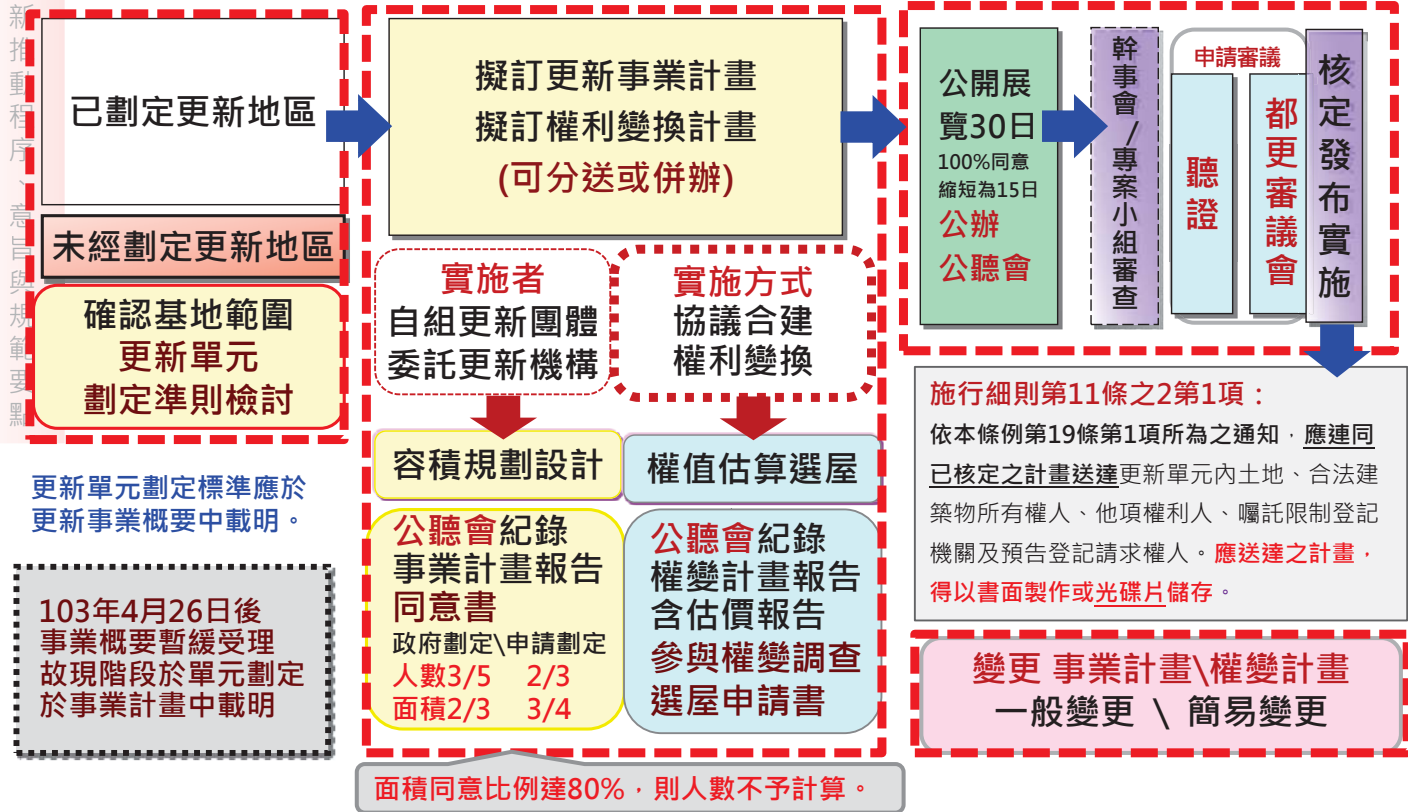 新推動程序、意旨與規範要點
已劃定更新地區
未經劃定更新地區
確認基地範圍
更新單元
劃定準則檢討
更新單元劃定標準應於
更新事業概要中載明。
103年4月26日後
事業概要暫緩受理
故現階段於單元劃定
於事業計畫中載明
擬訂更新事業計畫
擬訂權利變換計畫
(可分送或併辦)
實施者
自組更新團體
委託更新機構
實施方式
協議合建
權利變換
容積規劃設計
權值估算選屋
公聽會紀錄
事業計畫報告
同意書
政府劃定\申請劃定
人數3/5 2/3
面積2/3 3/4
公聽會紀錄
權變計畫報告
含估價報告
參與權變調查
選屋申請書
面積同意比例達80%，則人數不予計算。
公開展
覽30日
100%同意
縮短為15日
公辦
公聽會
幹事會/專案小組審查
申請審議
聽證
都更審議會
核定發布實施
施行細則第11條之2第1項：
依本條例第19條第1項所為之通知，應連同
已核定之計畫送達更新單元內土地、合法建
築物所有權人、他項權利人、囑託限制登記
機關及預告登記請求權人。應送達之計畫，
得以書面製作或光碟片儲存。
變更 事業計畫\權變計畫
一般變更 \ 簡易變更